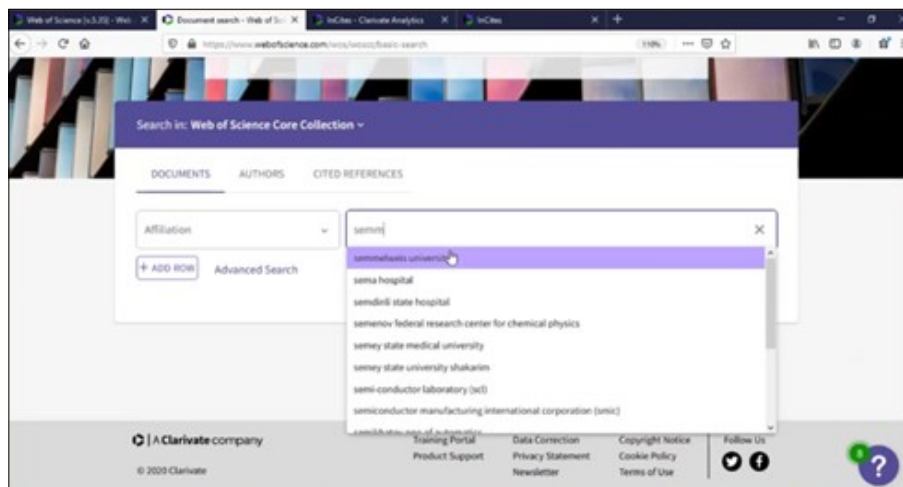 Web of Science [v.5.35] - Web
Document search - Web of Sci
InCites - Clarivate Analytics
InCites
https://www.webofscience.com/wos/woscc/basic-search
110%
Search in: Web of Science Core Collection
DOCUMENTS AUTHORS CITED REFERENCES
Affiliation
semm
+ ADD ROW
Advanced Search
semmelweis university
sema hospital
semdinli state hospital
semenov federal research center for chemical physics
semey state medical university
semey state university shakarim
semi-conductor laboratory (scl)
semiconductor manufacturing international corporation (smic)
A Clarivate company
© 2020 Clarivate
Training Portal
Product Support
Data Correction
Privacy Statement
Newsletter
Copyright Notice
Cookie Policy
Terms of Use
Follow Us
8
?